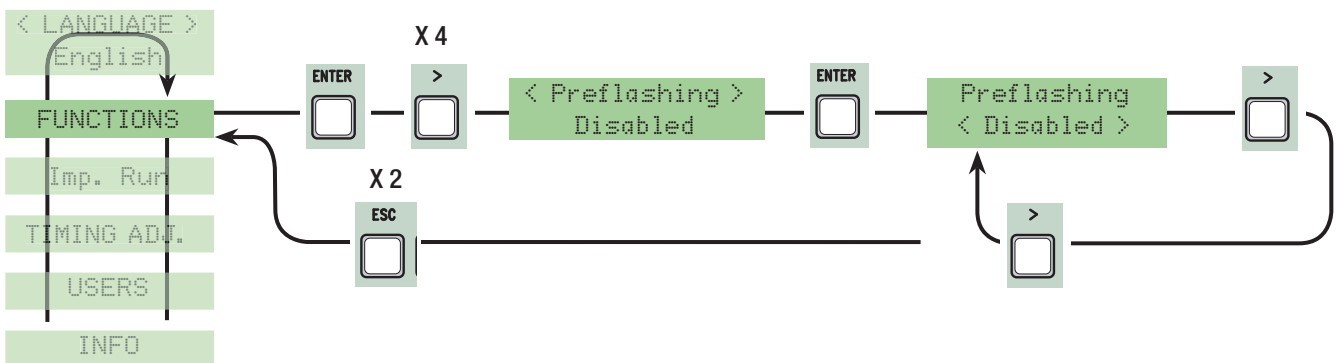 < LANGUAGE >
English
FUNCTIONS
Imp. Run
TIMING ADJ.
USERS
INFO
ENTER
X 4
>
< Preflashing >
Disabled
ENTER
Preflashing
< Disabled >
>
>
X 2
ESC